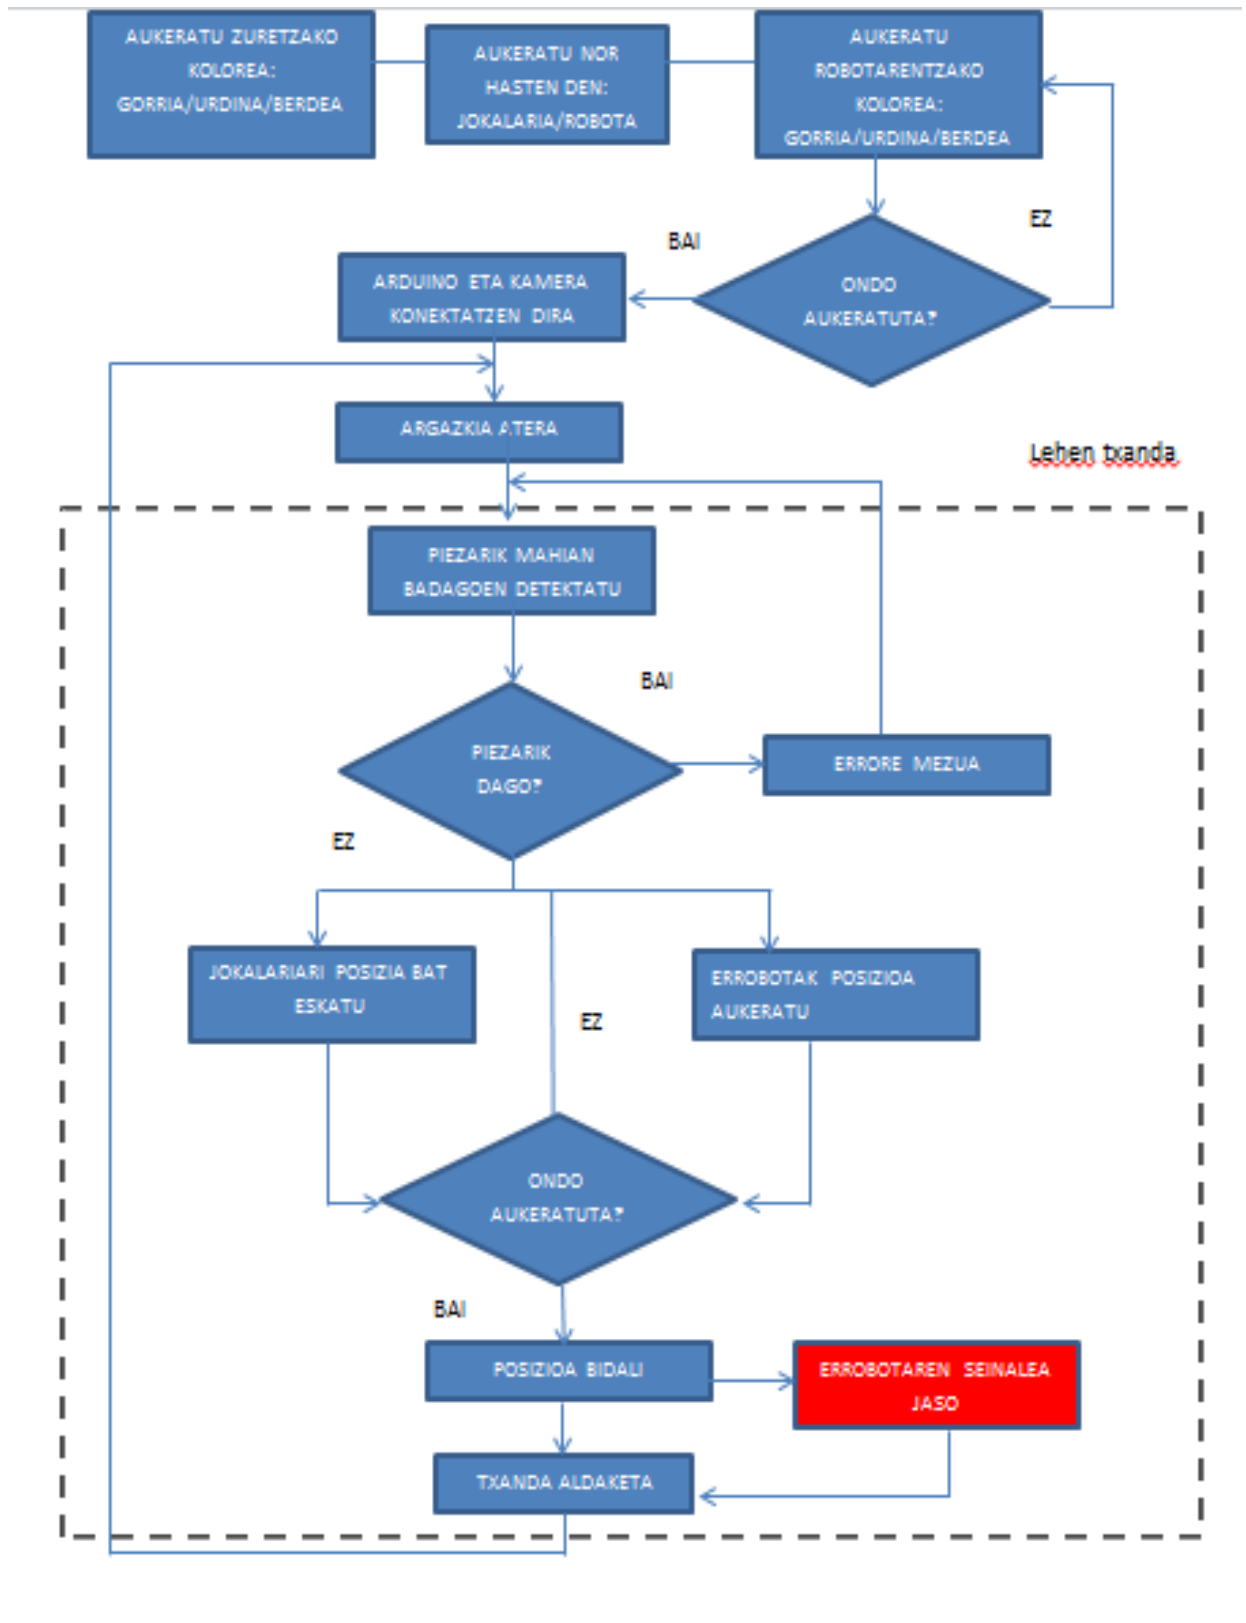 AUKERATU ZURETZAKO
KOLOREA:
GORRIA/URDINA/BERDEA
AUKERATU NOR
HASTEN DEN:
JOKALARIA/ROBOTA
AUKERATU
ROBOTARENTZAKO
KOLOREA:
GORRIA/URDINA/BERDEA
EZ
BAI
ONDO
AUKERATUTA?
ARDUINO ETA KAMERA
KONEKTATZEN DIRA
ARGAZKIA ATERA
Lehen txanda
PIEZARIK MAHIAN
BADAGOEN DETEKTATU
BAI
PIEZARIK
DAGO?
ERRORE MEZUA
EZ
JOKALARIARI POSIZIA BAT
ESKATU
ERROBOTAK POSIZIOA
AUKERATU
EZ
ONDO
AUKERATUTA?
BAI
POSIZIOA BIDALI
ERROBOTAREN SEINALEA
JASO
TXANDA ALDAKETA